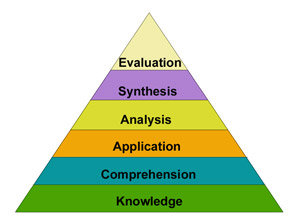 Evaluation
Synthesis
Analysis
Application
Comprehension
Knowledge